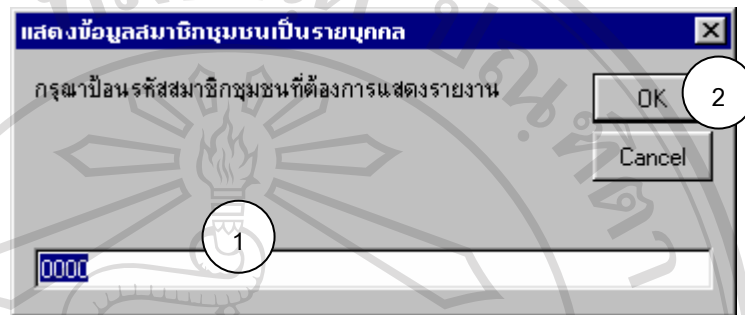 แสดงข้อมูลสมาชิกชุมชนเป็นรายบุคคล
กรุณาป้อนรหัสสมาชิกชุมชนที่ต้องการแสดงรายงาน
OK
2
Cancel
1
0000